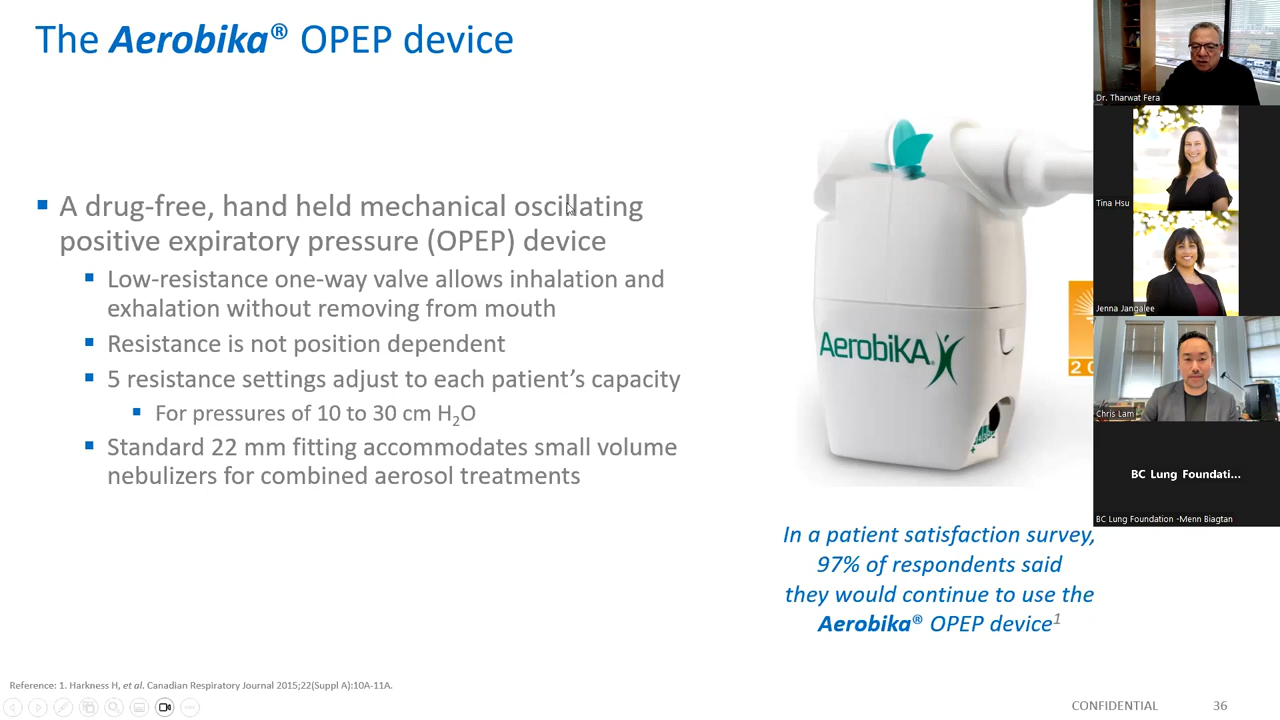 The Aerobika® OPEP device
A drug-free, hand held mechanical oscillating
positive expiratory pressure (OPEP) device
Low-resistance one-way valve allows inhalation and
exhalation without removing from mouth
Resistance is not position dependent
5 resistance settings adjust to each patient's capacity
For pressures of 10 to 30 cm H₂O
Standard 22 mm fitting accommodates small volume
nebulizers for combined aerosol treatments
AerobiKA®
In a patient satisfaction survey,
97% of respondents said
they would continue to use the
Aerobika® OPEP device¹
Reference: 1. Harkness H, et al. Canadian Respiratory Journal 2015;22(Suppl A):10A-11A.
CONFIDENTIAL 36
Dr. Tharwat Fera
Tina Hsu
Jenna Jangalee
Chris Lam
BC Lung Foundati...
BC Lung Foundation -Menn Biagtan